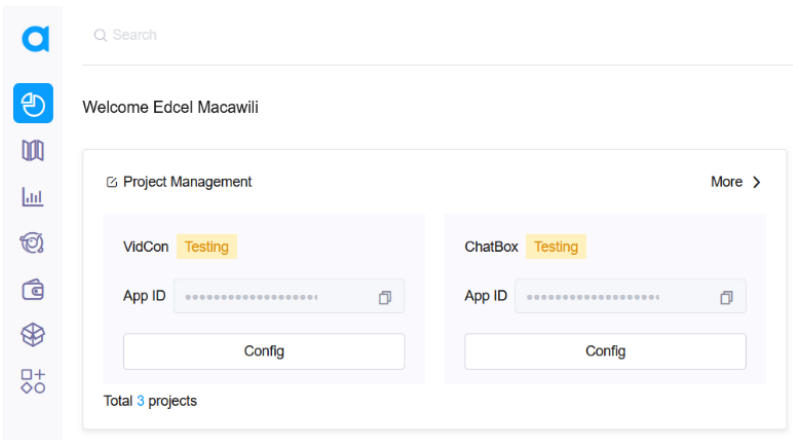 Search
Welcome Edcel Macawili
Project Management
More
VidCon Testing
App ID
Config
ChatBox Testing
App ID
Config
Total 3 projects